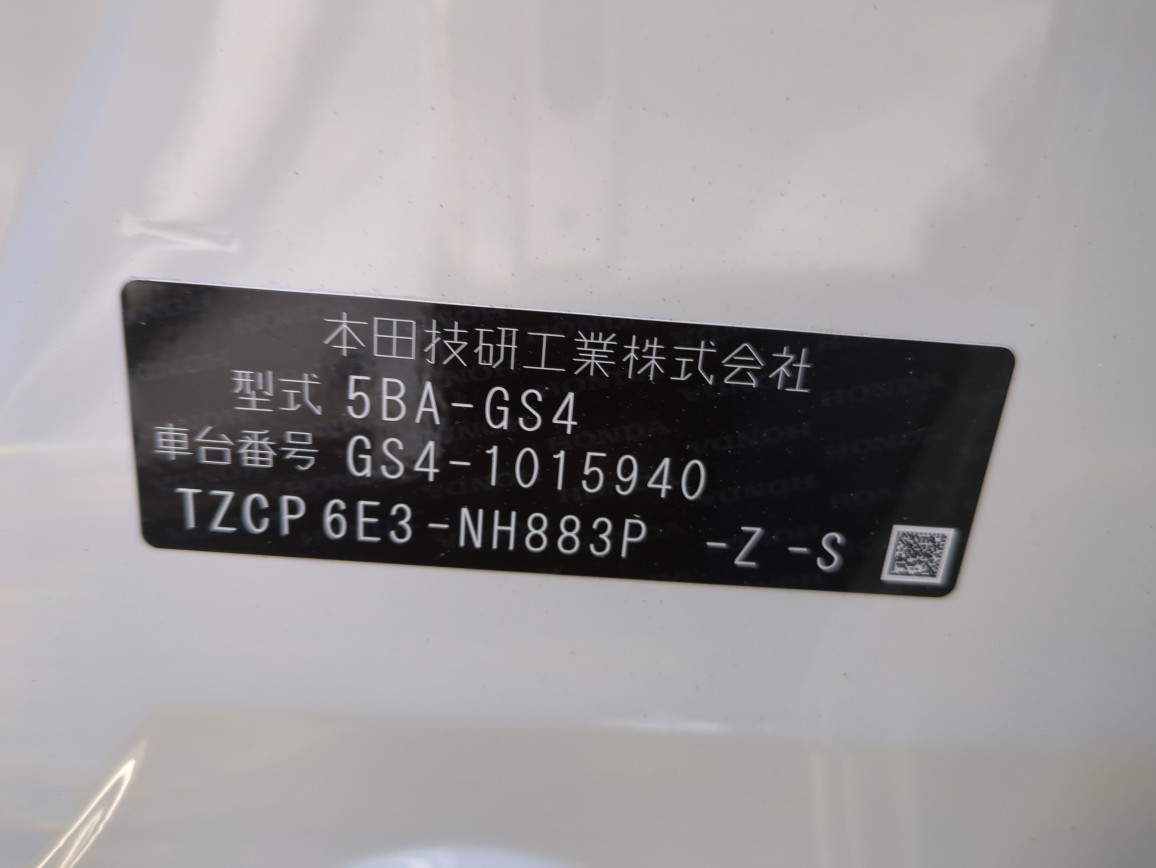 本田技研工業株式会社
型式 5BA-GS4
車台番号 GS4-1015940
TZCP6E3-NH883P -Z -S